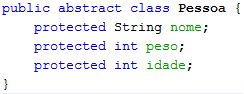 public abstract class Pessoa {
    protected String nome;
    protected int peso;
    protected int idade;
}